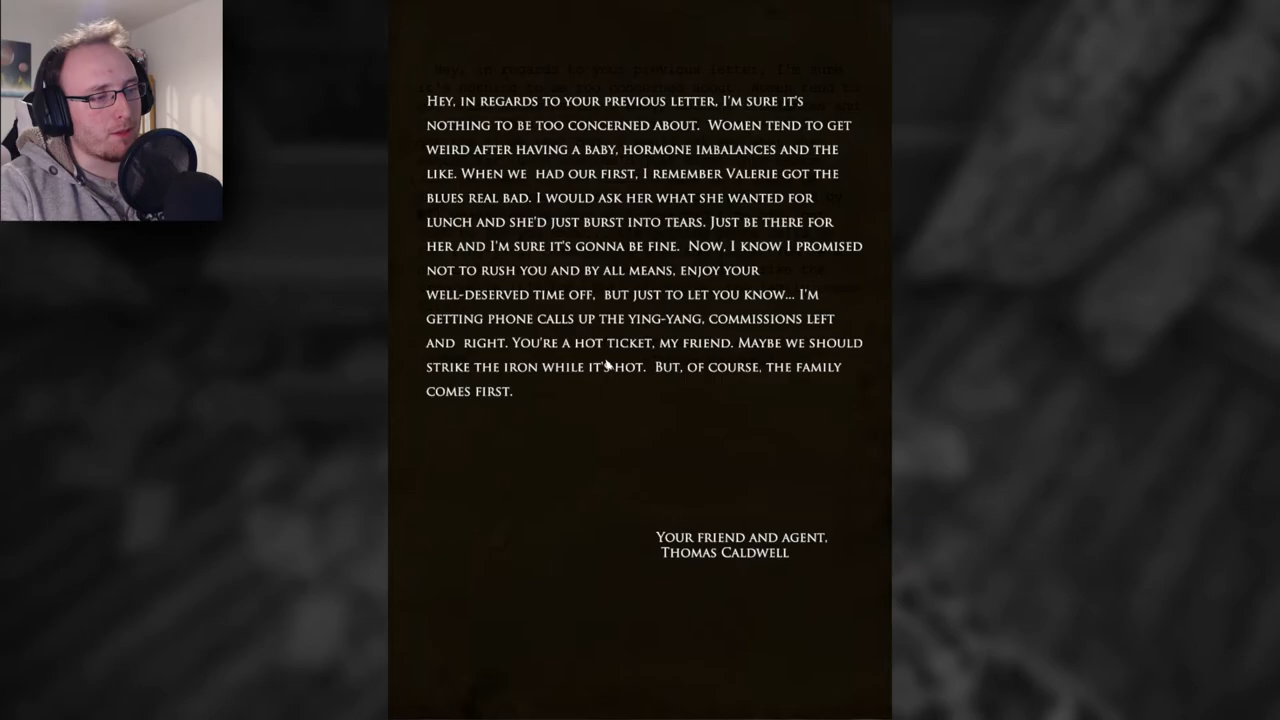 HEY, IN REGARDS TO YOUR PREVIOUS LETTER, I'M SURE IT'S
NOTHING TO BE TOO CONCERNED ABOUT. WOMEN TEND TO GET
WEIRD AFTER HAVING A BABY, HORMONE IMBALANCES AND THE
LIKE. WHEN WE HAD OUR FIRST, I REMEMBER VALERIE GOT THE
BLUES REAL BAD. I WOULD ASK HER WHAT SHE WANTED FOR
LUNCH AND SHE'D JUST BURST INTO TEARS. JUST BE THERE FOR
HER AND I'M SURE IT'S GONNA BE FINE. NOW, I KNOW I PROMISED
NOT TO RUSH YOU AND BY ALL MEANS, ENJOY YOUR
WELL-DESERVED TIME OFF, BUT JUST TO LET YOU KNOW... I'M
GETTING PHONE CALLS UP THE YING-YANG, COMMISSIONS LEFT
AND RIGHT. YOU'RE A HOT TICKET, MY FRIEND. MAYBE WE SHOULD
STRIKE THE IRON WHILE IT'S HOT. BUT, OF COURSE, THE FAMILY
COMES FIRST.
YOUR FRIEND AND AGENT,
THOMAS CALDWELL